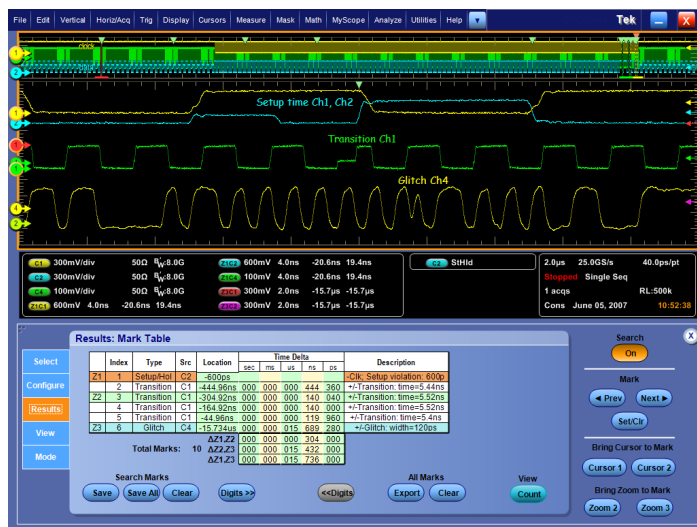 File Edit Vertical Horiz/Acq Trig Display Cursors Measure Mask Math MyScope Analyze Utilities Help Tek X
clock
1
2
Setup time Ch1, Ch2
Transition Ch1
Glitch Ch4
C1 300mV/div 50Ω BW:8.0G
C2 300mV/div 50Ω BW:8.0G
C4 100mV/div 50Ω BW:8.0G
Z1C1 600mV 4.0ns -20.6ns 19.4ns
Z1C2 600mV 4.0ns -20.6ns 19.4ns
Z1C4 100mV 4.0ns -20.6ns 19.4ns
300mV 2.0ns -15.7µs -15.7µs
300mV 2.0ns -15.7µs -15.7µs
C2 StHld
2.0µs 25.0GS/s 40.0ps/pt
Stopped Single Seq
1 acqs RL:500k
Cons June 05, 2007 10:52:38
Results: Mark Table
X
Select
Configure
Results
View
Mode
Index Type Src Location Time Delta Description
sec ms us ns ps
Z1 1 Setup/Hol C2 -600ps -Clk; Setup violation: 600p
2 Transition C1 -444.96ns 000 000 000 444 360 +/-Transition: time=5.44ns
Z2 3 Transition C1 -304.92ns 000 000 000 140 040 +/-Transition: time=5.52ns
4 Transition C1 -164.92ns 000 000 000 140 000 +/-Transition: time=5.52ns
5 Transition C1 -44.96ns 000 000 000 119 960 +/-Transition: time=5.4ns
Z3 6 Glitch C4 -15.734us 000 000 015 689 280 +/-Glitch: width=120ps
ΔZ1,Z2 000 000 000 304 000
Total Marks: 10 ΔZ2,Z3 000 000 015 432 000
ΔZ1,Z3 000 000 015 736 000
Search Marks
Save Save All Clear
Digits >>
<<Digits
All Marks
Export Clear
View
Count
Search
On
Mark
Prev Next
Set/Clr
Bring Cursor to Mark
Cursor 1 Cursor 2
Bring Zoom to Mark
Zoom 2 Zoom 3